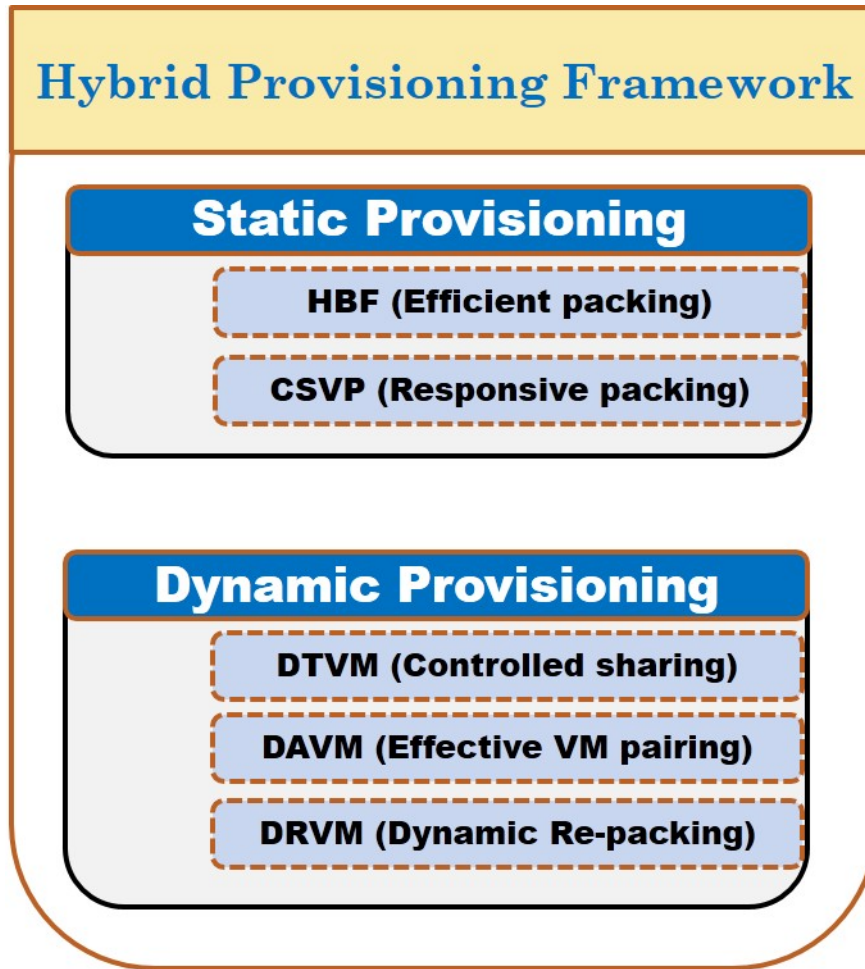 Hybrid Provisioning Framework
Static Provisioning
HBF (Efficient packing)
CSVP (Responsive packing)
Dynamic Provisioning
DTVM (Controlled sharing)
DAVM (Effective VM pairing)
DRVM (Dynamic Re-packing)